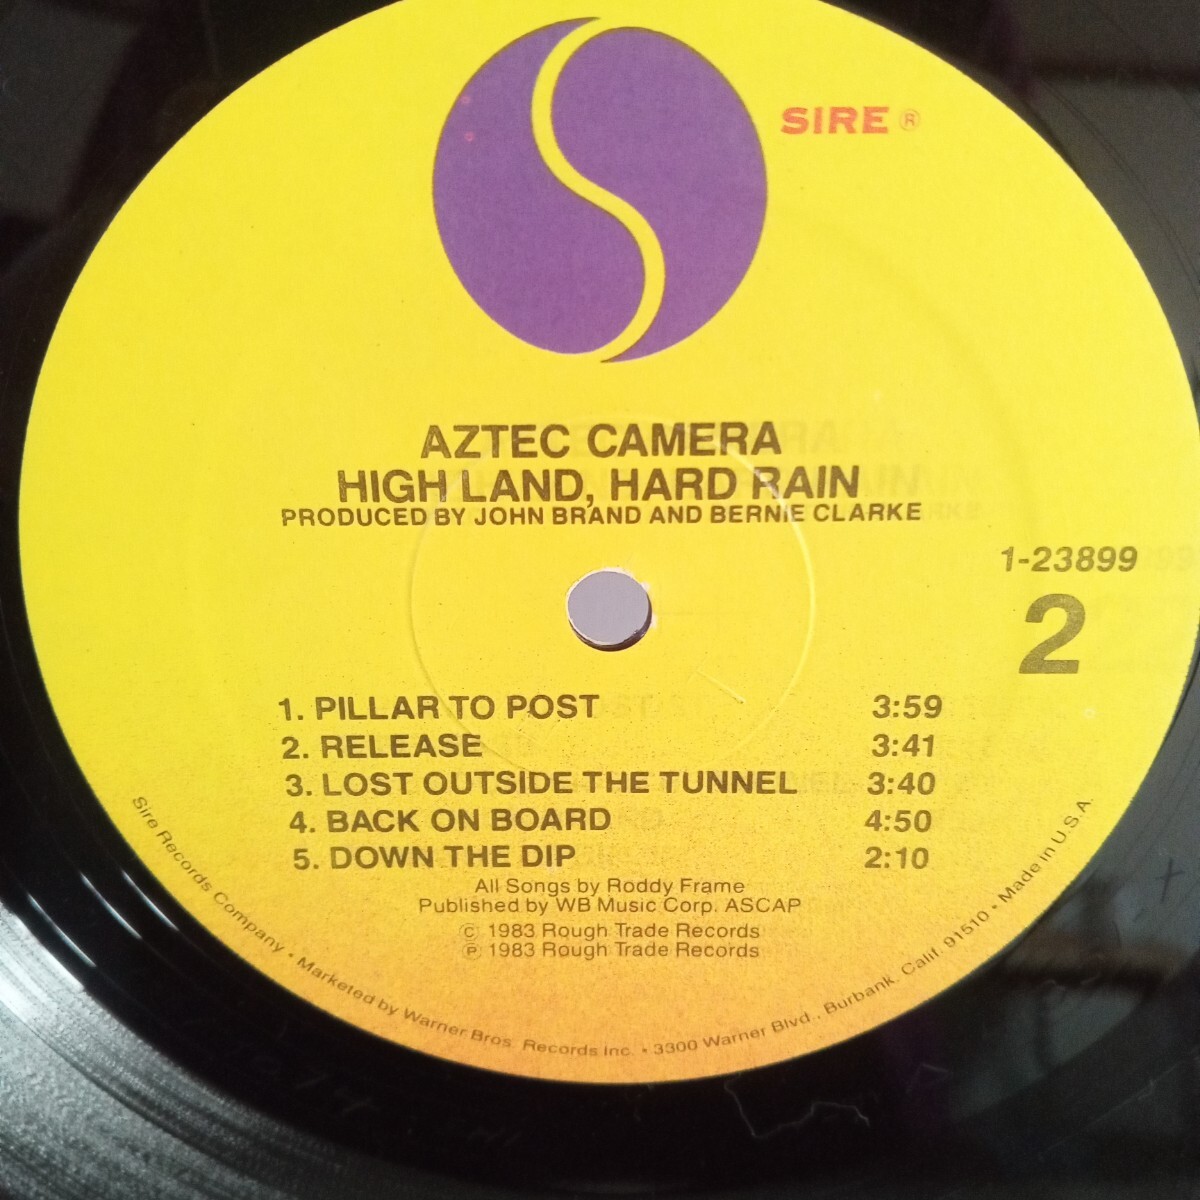 SIRE ®
AZTEC CAMERA
HIGH LAND, HARD RAIN
PRODUCED BY JOHN BRAND AND BERNIE CLARKE
1-23899
2
1. PILLAR TO POST 3:59
2. RELEASE 3:41
3. LOST OUTSIDE THE TUNNEL 3:40
4. BACK ON BOARD 4:50
5. DOWN THE DIP 2:10
All Songs by Roddy Frame
Published by WB Music Corp. ASCAP
© 1983 Rough Trade Records
℗ 1983 Rough Trade Records
Sire Records Company • Marketed by Warner Bros. Records Inc. • 3300 Warner Blvd., Burbank, Calif. 91510 • Made in U.S.A.